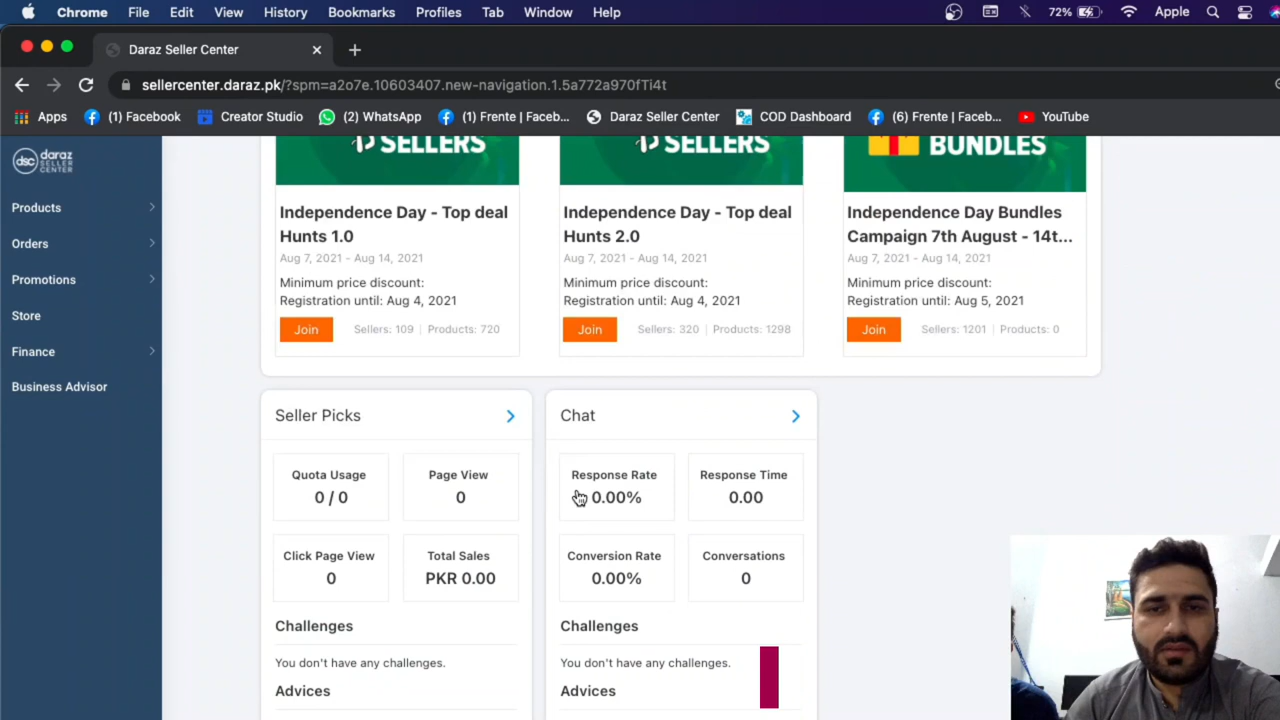 Chrome File Edit View History Bookmarks Profiles Tab Window Help 72% Apple
Daraz Seller Center
sellercenter.daraz.pk/?spm=a2o7e.10603407.new-navigation.1.5a772a970fTi4t
Apps (1) Facebook Creator Studio (2) WhatsApp (1) Frente | Faceb... Daraz Seller Center COD Dashboard (6) Frente | Faceb... YouTube
dsc daraz SELLER CENTER
Products
Orders
Promotions
Store
Finance
Business Advisor
SELLERS
Independence Day - Top deal
Hunts 1.0
Aug 7, 2021 - Aug 14, 2021
Minimum price discount:
Registration until: Aug 4, 2021
Join Sellers: 109 | Products: 720
SELLERS
Independence Day - Top deal
Hunts 2.0
Aug 7, 2021 - Aug 14, 2021
Minimum price discount:
Registration until: Aug 4, 2021
Join Sellers: 320 | Products: 1298
BUNDLES
Independence Day Bundles
Campaign 7th August - 14t...
Aug 7, 2021 - Aug 14, 2021
Minimum price discount:
Registration until: Aug 5, 2021
Join Sellers: 1201 | Products: 0
Seller Picks
Quota Usage Page View
0 / 0 0
Click Page View Total Sales
0 PKR 0.00
Challenges
You don't have any challenges.
Advices
Chat
Response Rate Response Time
0.00% 0.00
Conversion Rate Conversations
0.00% 0
Challenges
You don't have any challenges.
Advices